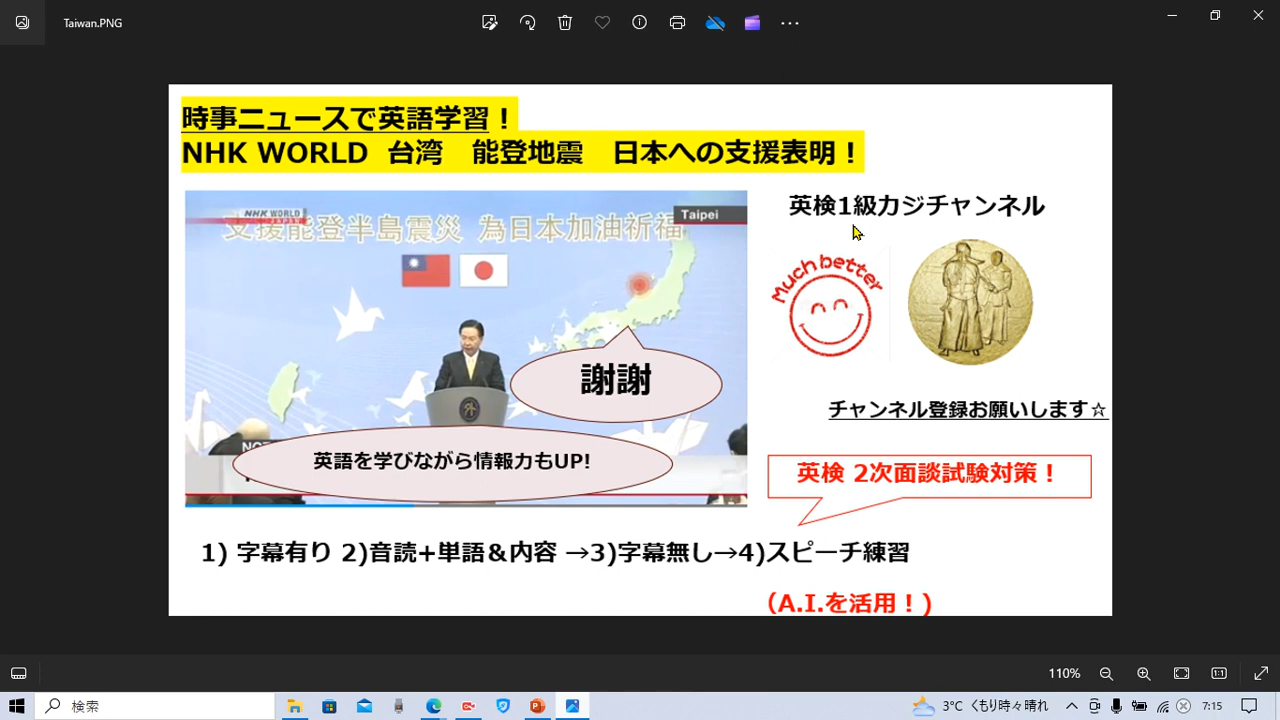 Taiwan.PNG
時事ニュースで英語学習！
NHK WORLD 台湾　能登地震　日本への支援表明！
NHK WORLD
JAPAN
Taipei
支援能登半島震災 為日本加油祈福
英検1級カジチャンネル
Much better
謝謝
外
チャンネル登録お願いします☆
英語を学びながら情報力もUP!
英検 2次面談試験対策！
1) 字幕有り 2)音読+単語＆内容 →3)字幕無し→4)スピーチ練習
（A.I.を活用！）
110%
1:1
検索
3°C くもり時々晴れ
7:15